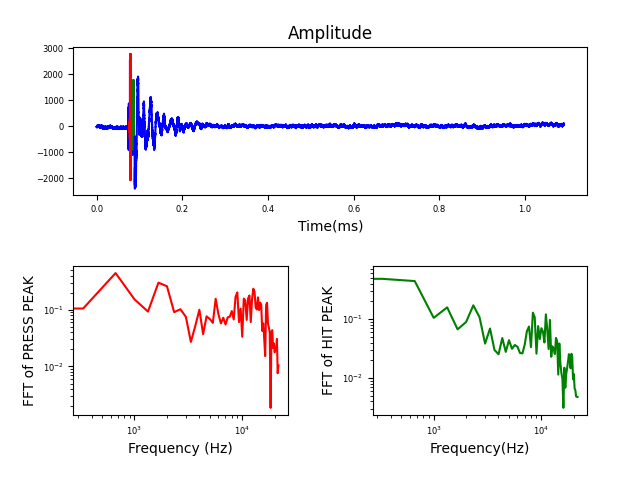 Amplitude
3000
2000
1000
0
−1000
−2000
0.0 0.2 0.4 0.6 0.8 1.0
Time(ms)
FFT of PRESS PEAK
10⁻¹
10⁻²
10³ 10⁴
Frequency (Hz)
FFT of HIT PEAK
10⁻¹
10⁻²
10³ 10⁴
Frequency(Hz)